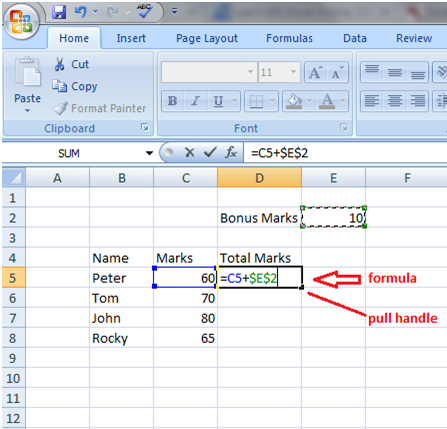 ABC
Home Insert Page Layout Formulas Data Review
Paste
Cut
Copy
Format Painter
11 A A
B I U A
Clipboard Font
SUM fx =C5+$E$2
A B C D E F
1
2 Bonus Marks 10
3
4 Name Marks Total Marks
5 Peter 60 =C5+$E$2 formula
6 Tom 70
pull handle
7 John 80
8 Rocky 65
9
10
11
12